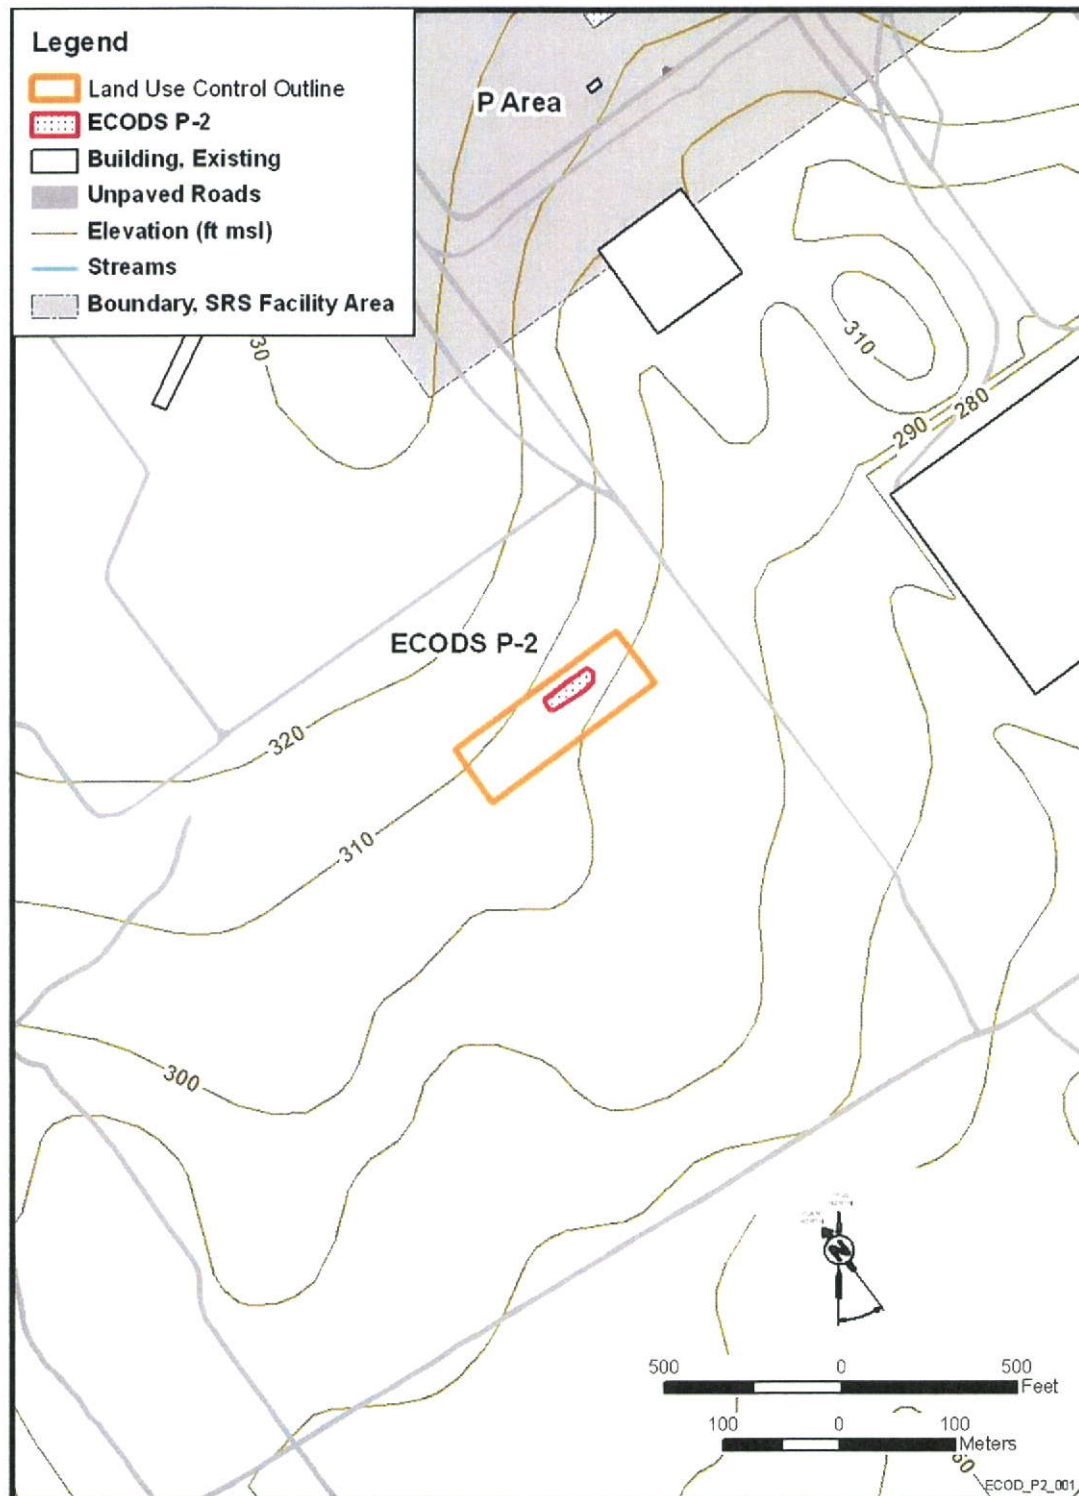 Legend
Land Use Control Outline
ECODS P-2
Building, Existing
Unpaved Roads
Elevation (ft msl)
Streams
Boundary, SRS Facility Area
P Area
30
310
290
280
ECODS P-2
320
310
300
N
500 0 500
Feet
100 0 100
Meters
60
ECOD_P2_001